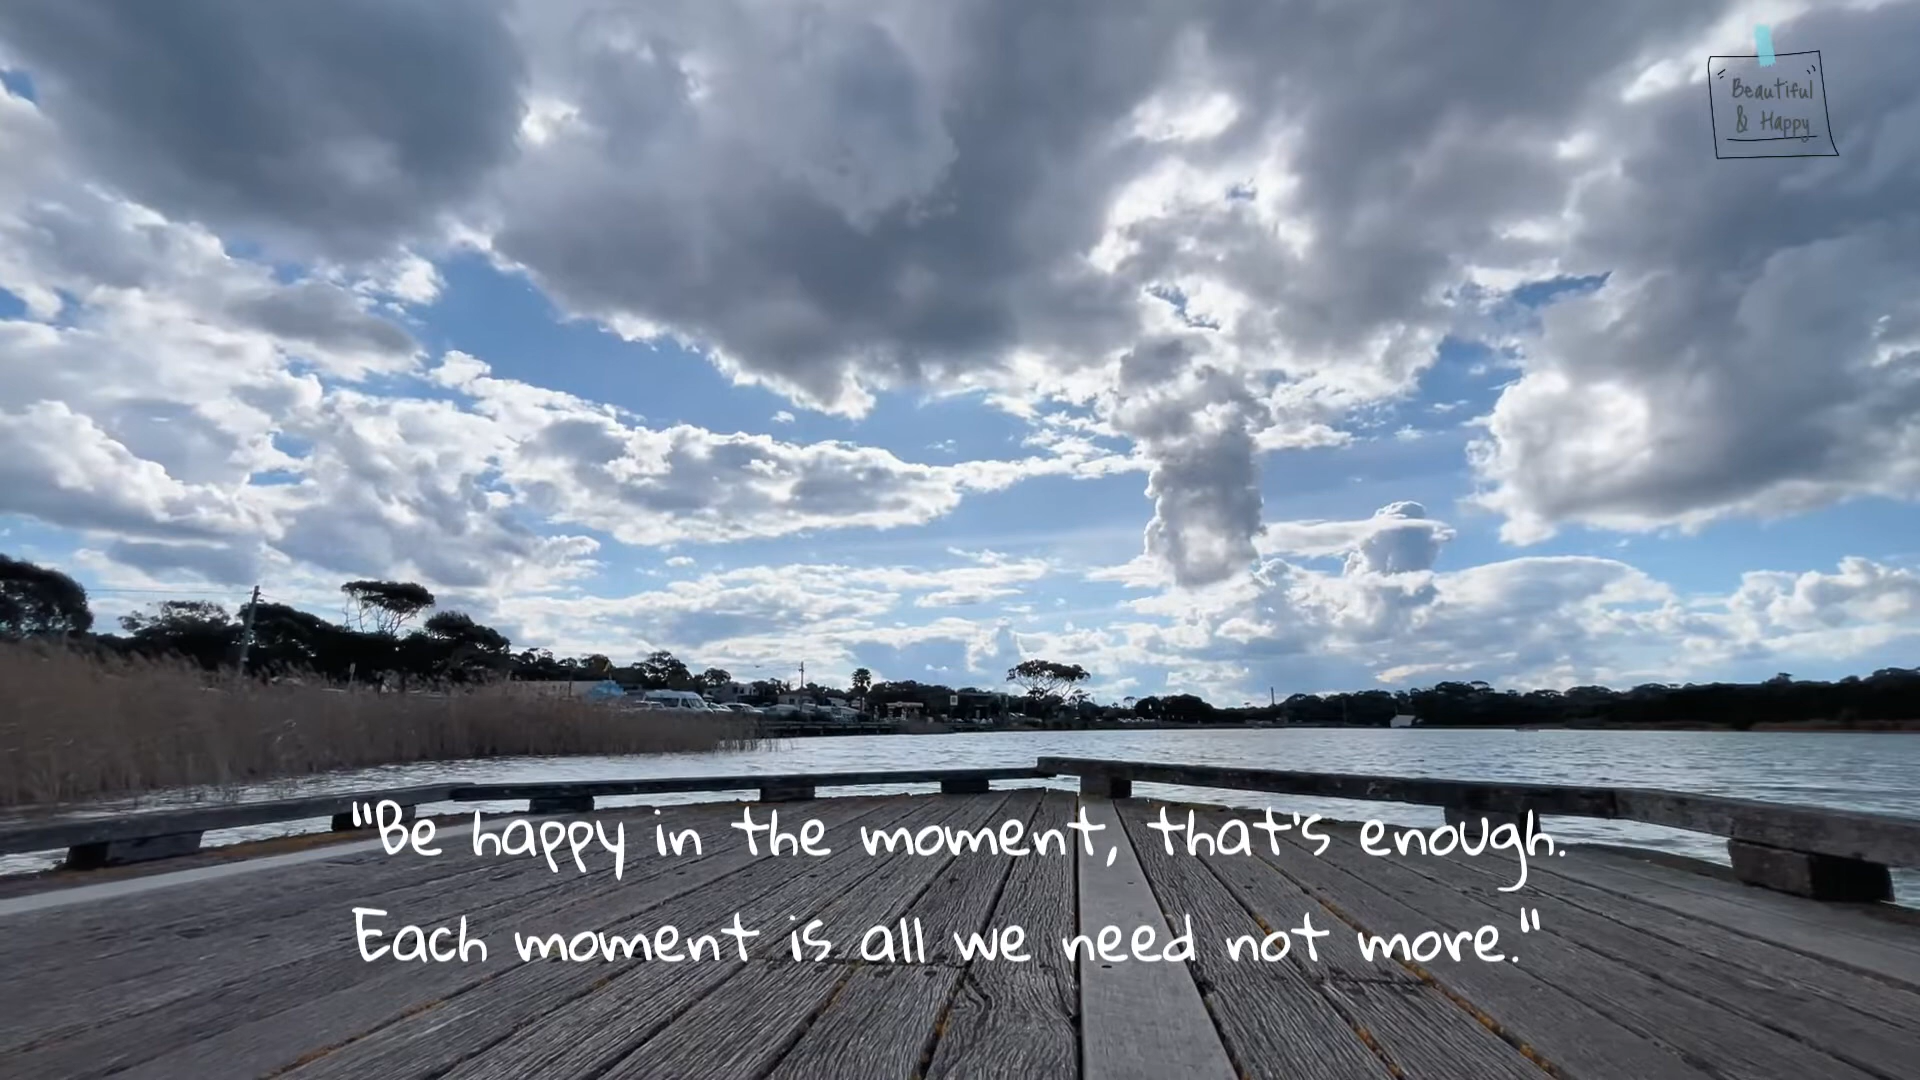 "Beautiful
& Happy"
"Be happy in the moment, that's enough.
Each moment is all we need not more."